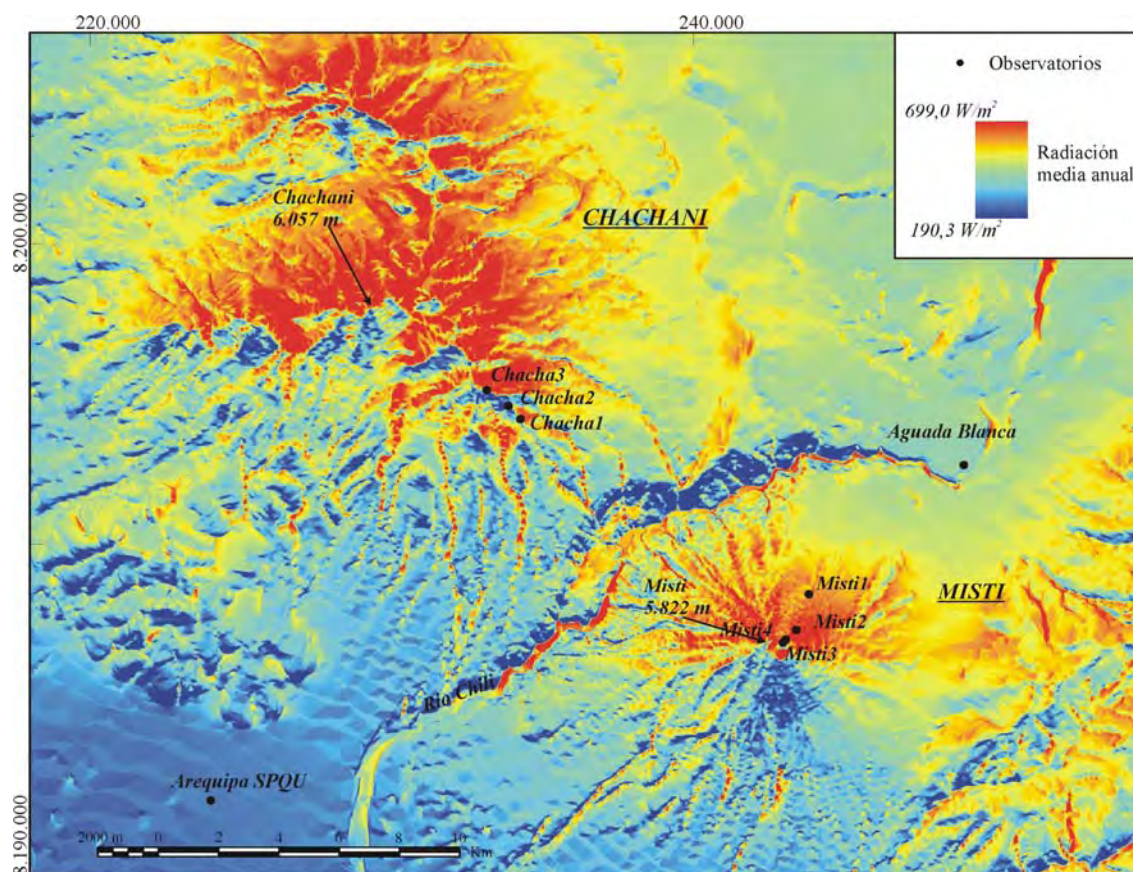 220.000
240.000
Observatorios
699,0 W/m²
Radiación
media anual
190,3 W/m²
8.200.000
Chachani
6.057 m
CHACHANI
Chacha3
Chacha2
Chacha1
Aguada Blanca
Misti
5.822 m
Misti1
MISTI
Misti2
Misti4
Misti3
Rio Chili
Arequipa SPQU
8.190.000
2000 m 0 2 4 6 8 10
Km